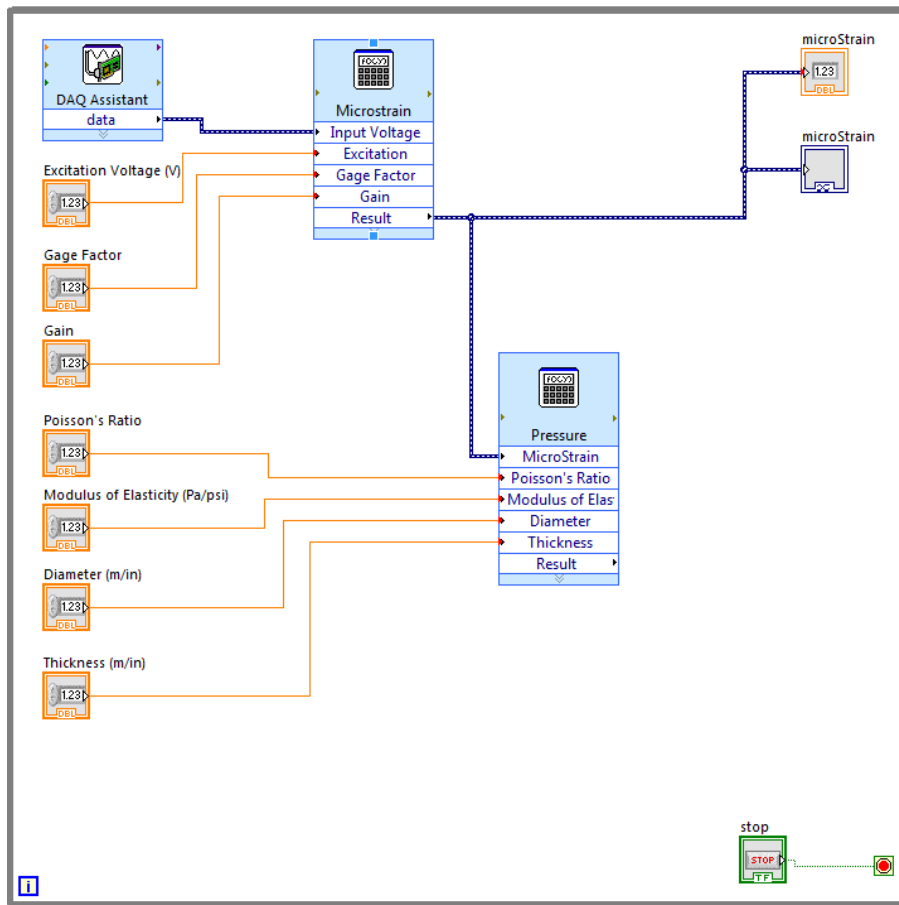 DAQ Assistant
data
Excitation Voltage (V)
1.23
DBL
Gage Factor
1.23
DBL
Gain
1.23
DBL
Poisson's Ratio
1.23
DBL
Modulus of Elasticity (Pa/psi)
1.23
DBL
Diameter (m/in)
1.23
DBL
Thickness (m/in)
1.23
DBL
i
f(x,y)
Microstrain
Input Voltage
Excitation
Gage Factor
Gain
Result
f(x,y)
Pressure
MicroStrain
Poisson's Ratio
Modulus of Elas
Diameter
Thickness
Result
microStrain
1.23
DBL
microStrain
stop
STOP
TF